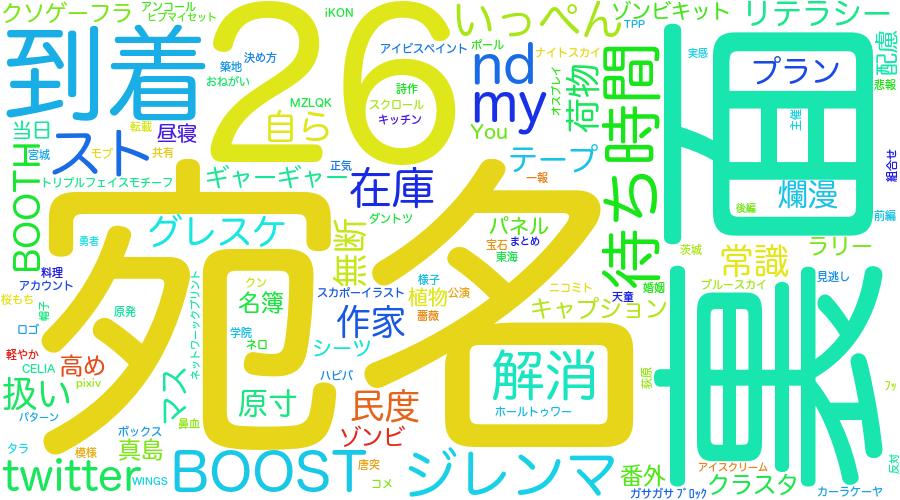 クソゲーフラ
アンコール
ヒプマイセット
iKON
いっぺん
ゾンビキット
リテラシー
到着
26
決め方
築地
おねがい
アイビスペイント
ポール
ナイトスカイ
TPP
実感
配慮
悲報
nd
my
プラン
詩作
スクロール
キッチン
MZLQK
オスプレイ
荷物
You
当日
転載
昼寝
自ら
待ち時間
百
主催
組合せ
宮城
モブ
共有
スト
BOOTH
トリプルフェイスモチーフ
ギャーギャー
正気
在庫
テープ
一報
爛漫
後編
前編
ダントツ
グレスケ
無断
パネル
宝石
まとめ
東海
勇者
宛名
茨城
ラリー
料理
アカウント
クン
スカボーイラスト
様子
植物
公演
ニコミト
天童
婚姻
常識
見逃し
ブルースカイ
桜もち
帽子
原発
名簿
薔薇
キャプション
ロゴ
ネットワークプリント
学院
ネロ
作家
裏
軽やか
CELIA
高め
シーツ
解消
pixiv
扱い
マス
ハピバ
荻原
ﾌｯ
パターン
原寸
民度
ホールトゥワー
ボックス
鼻血
ゾンビ
タラ
模様
真島
唐突
番外
アイスクリーム
反対
twitter
WINGS
BOOST
コメ
ジレンマ
クラスタ
ガサガサ
ブロック
カーラケーヤ